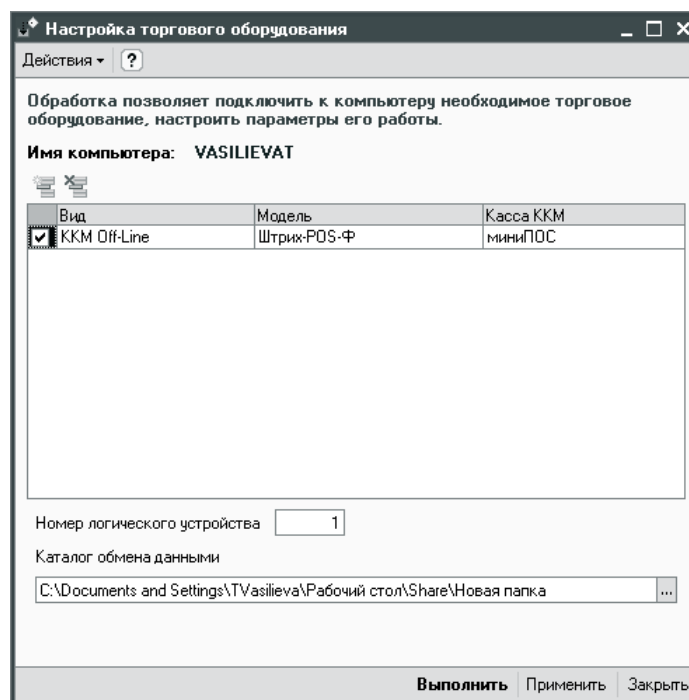 Настройка торгового оборудования
Действия ?
Обработка позволяет подключить к компьютеру необходимое торговое
оборудование, настроить параметры его работы.
Имя компьютера: VASILIEVAT
Вид Модель Касса ККМ
ККМ Off-Line Штрих-POS-Ф миниПОС
Номер логического устройства 1
Каталог обмена данными
C:\Documents and Settings\TVasilieva\Рабочий стол\Share\Новая папка ...
Выполнить Применить Закрыть